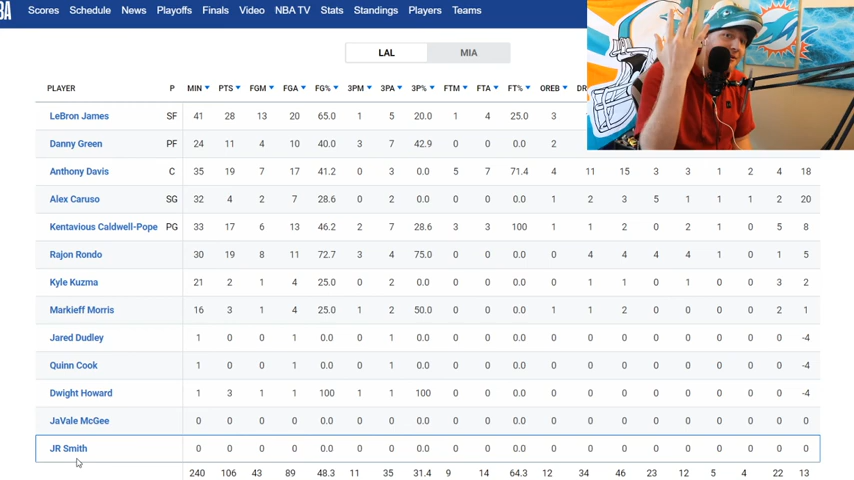 BA Scores Schedule News Playoffs Finals Video NBA TV Stats Standings Players Teams
LAL MIA
PLAYER P MIN PTS FGM FGA FG% 3PM 3PA 3P% FTM FTA FT% OREB DR
LeBron James SF 41 28 13 20 65.0 1 5 20.0 1 4 25.0 3
Danny Green PF 24 11 4 10 40.0 3 7 42.9 0 0 0.0 2
Anthony Davis C 35 19 7 17 41.2 0 3 0.0 5 7 71.4 4 11 15 3 3 1 2 4 18
Alex Caruso SG 32 4 2 7 28.6 0 2 0.0 0 0 0.0 1 2 3 5 1 1 1 2 20
Kentavious Caldwell-Pope PG 33 17 6 13 46.2 2 7 28.6 3 3 100 1 1 2 0 2 1 0 5 8
Rajon Rondo 30 19 8 11 72.7 3 4 75.0 0 0 0.0 0 4 4 4 4 1 0 1 5
Kyle Kuzma 21 2 1 4 25.0 0 2 0.0 0 0 0.0 0 1 1 0 1 0 0 3 2
Markieff Morris 16 3 1 4 25.0 1 2 50.0 0 0 0.0 1 1 2 0 0 0 0 2 1
Jared Dudley 1 0 0 1 0.0 0 1 0.0 0 0 0.0 0 0 0 0 0 0 0 0 -4
Quinn Cook 1 0 0 1 0.0 0 1 0.0 0 0 0.0 0 0 0 0 0 0 0 0 -4
Dwight Howard 1 3 1 1 100 1 1 100 0 0 0.0 0 0 0 0 0 0 0 0 -4
JaVale McGee 0 0 0 0 0.0 0 0 0.0 0 0 0.0 0 0 0 0 0 0 0 0 0
JR Smith 0 0 0 0 0.0 0 0 0.0 0 0 0.0 0 0 0 0 0 0 0 0 0
240 106 43 89 48.3 11 35 31.4 9 14 64.3 12 34 46 23 12 5 4 22 13